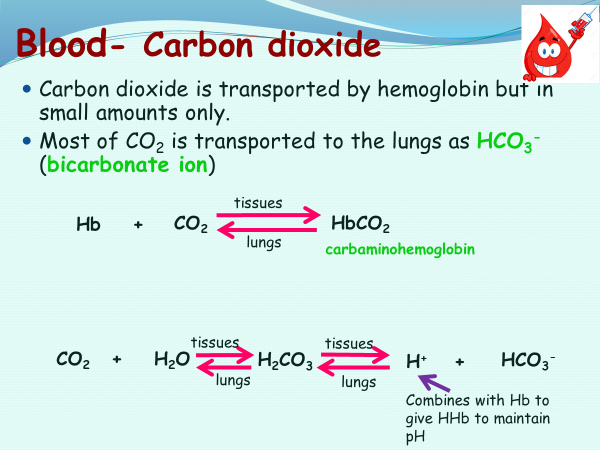 Blood- Carbon dioxide
• Carbon dioxide is transported by hemoglobin but in
small amounts only.
• Most of CO₂ is transported to the lungs as HCO₃⁻
(bicarbonate ion)
tissues
Hb + CO₂ HbCO₂
lungs
carbaminohemoglobin
tissues tissues
CO₂ + H₂O H₂CO₃ H⁺ + HCO₃⁻
lungs lungs
Combines with Hb to
give HHb to maintain
pH